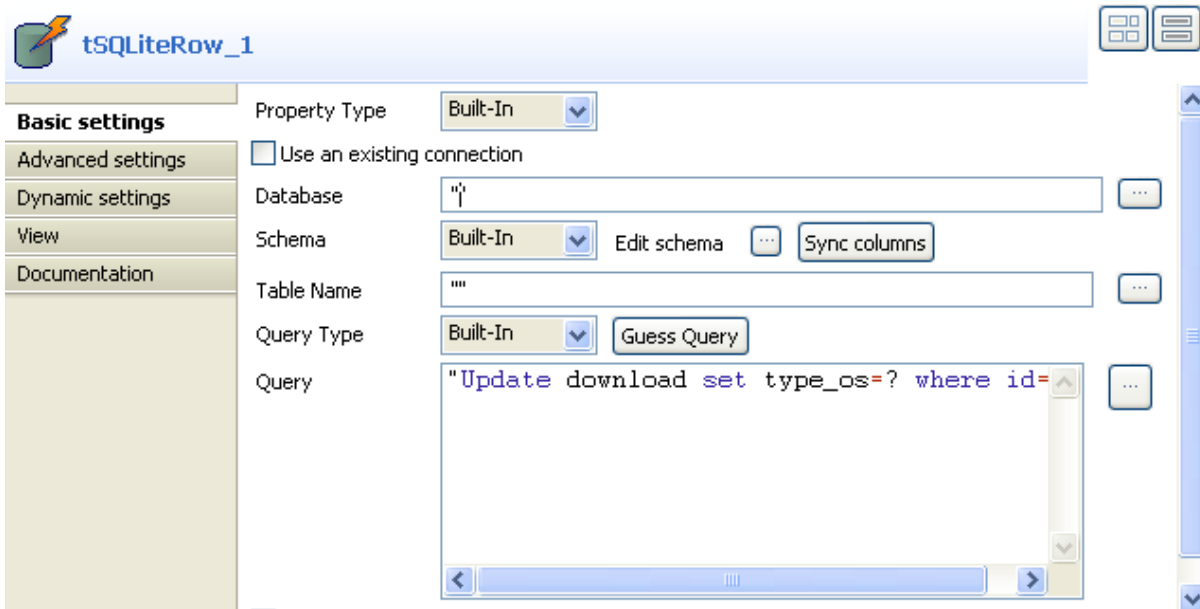 tSQLiteRow_1
Basic settings
Advanced settings
Dynamic settings
View
Documentation
Property Type Built-In
Use an existing connection
Database "" ...
Schema Built-In Edit schema ... Sync columns
Table Name "" ...
Query Type Built-In Guess Query
Query "Update download set type_os=? where id= ...